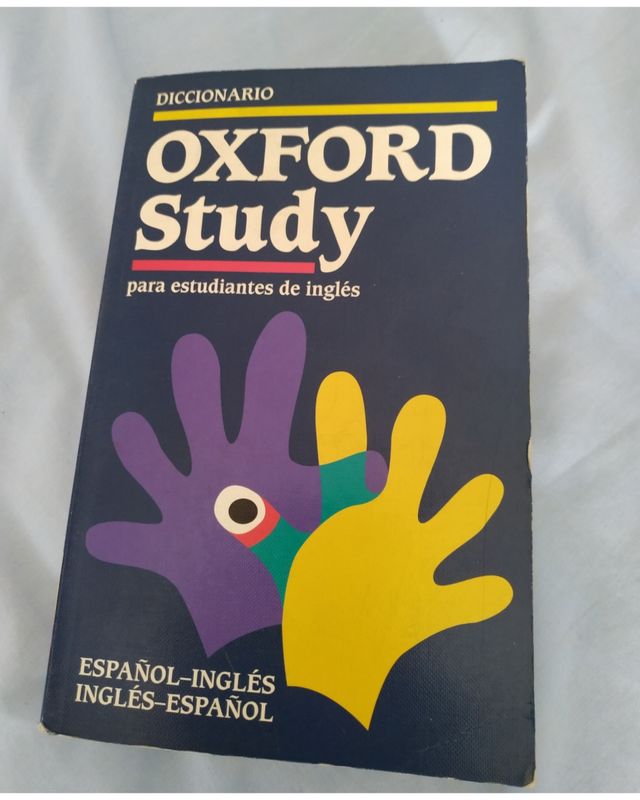 DICCIONARIO
OXFORD
Study
para estudiantes de inglés
ESPAÑOL–INGLÉS
INGLÉS–ESPAÑOL